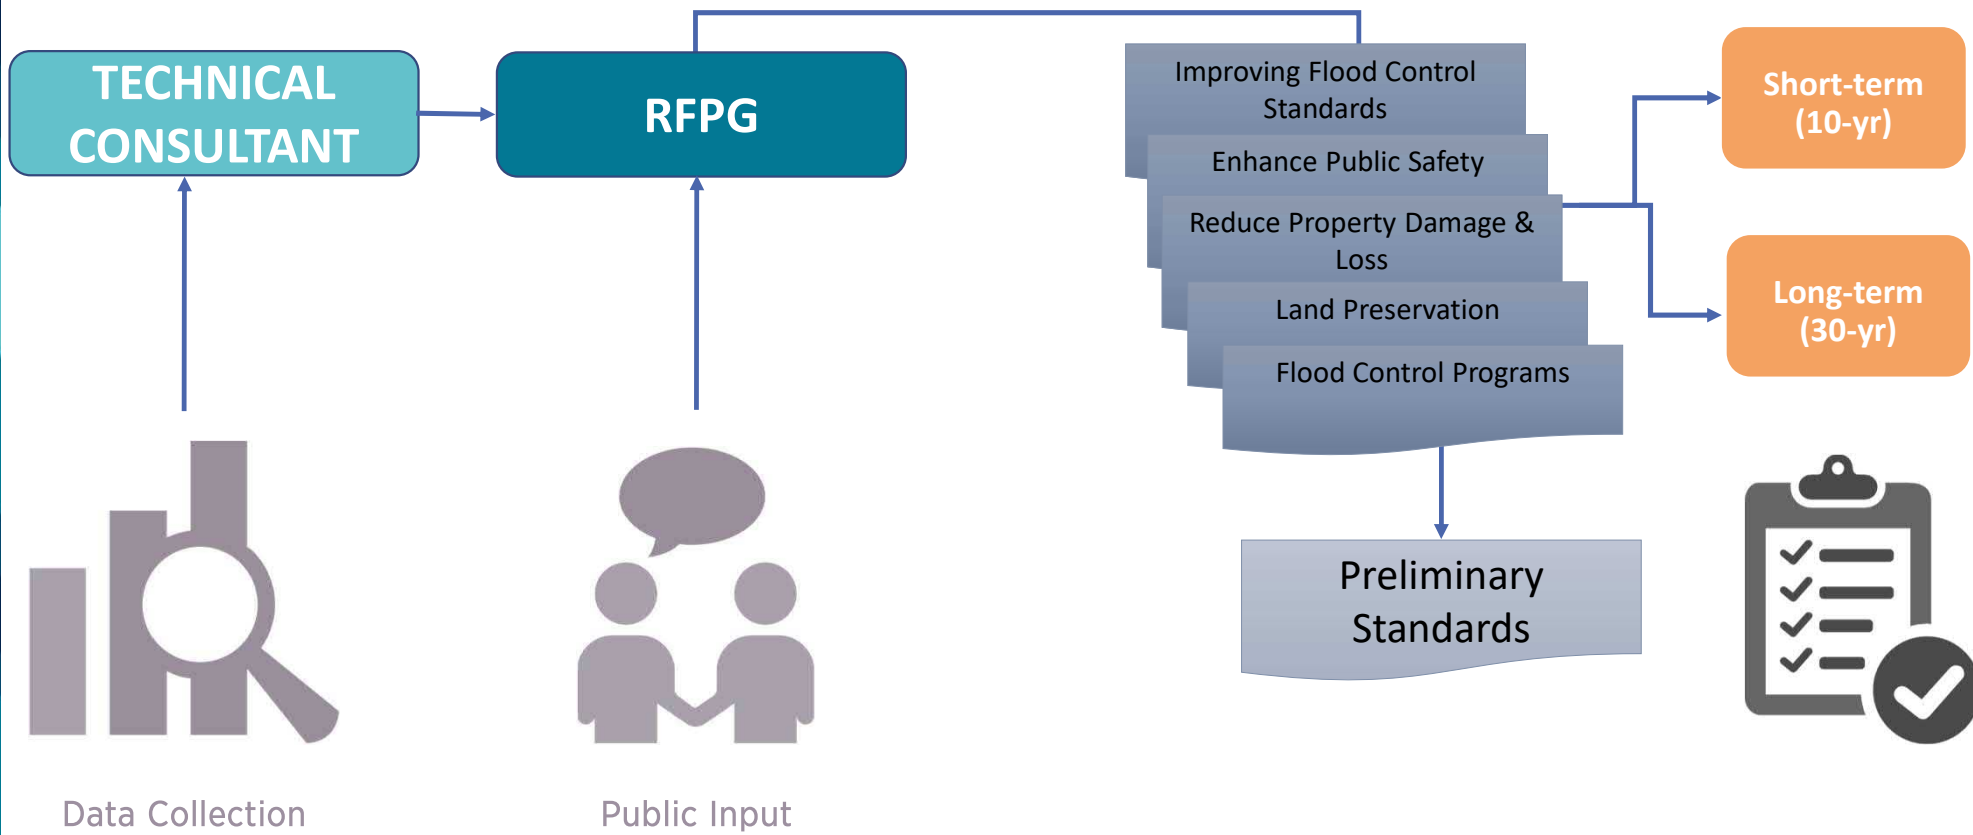 TECHNICAL
CONSULTANT
RFPG
Improving Flood Control
Standards
Enhance Public Safety
Reduce Property Damage &
Loss
Land Preservation
Flood Control Programs
Short-term
(10-yr)
Long-term
(30-yr)
Preliminary
Standards
Data Collection
Public Input